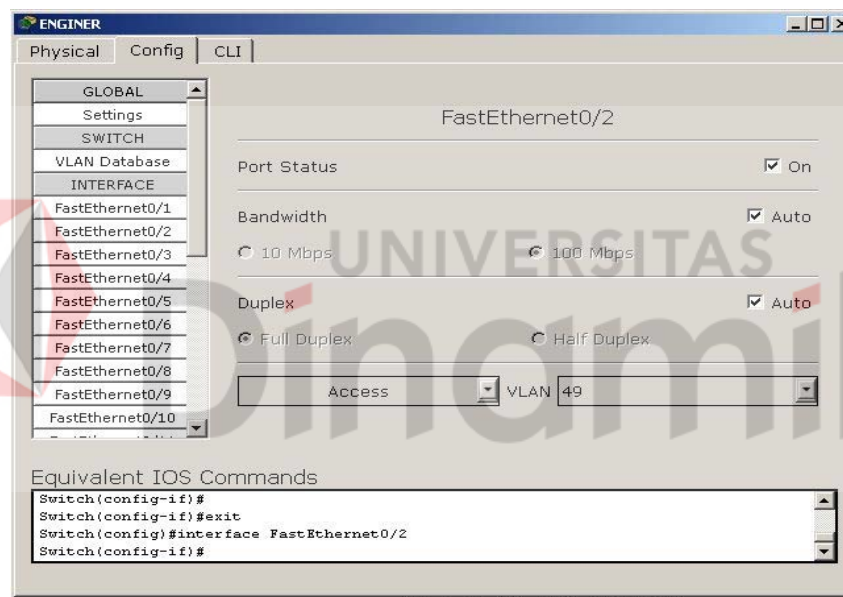 ENGINER
Physical Config CLI
GLOBAL
Settings
SWITCH
VLAN Database
INTERFACE
FastEthernet0/1
FastEthernet0/2
FastEthernet0/3
FastEthernet0/4
FastEthernet0/5
FastEthernet0/6
FastEthernet0/7
FastEthernet0/8
FastEthernet0/9
FastEthernet0/10
FastEthernet0/2
Port Status On
Bandwidth Auto
10 Mbps 100 Mbps
Duplex Auto
Full Duplex Half Duplex
Access VLAN 49
UNIVERSITAS
Dinami
Equivalent IOS Commands
Switch(config-if)#
Switch(config-if)#exit
Switch(config)#interface FastEthernet0/2
Switch(config-if)#